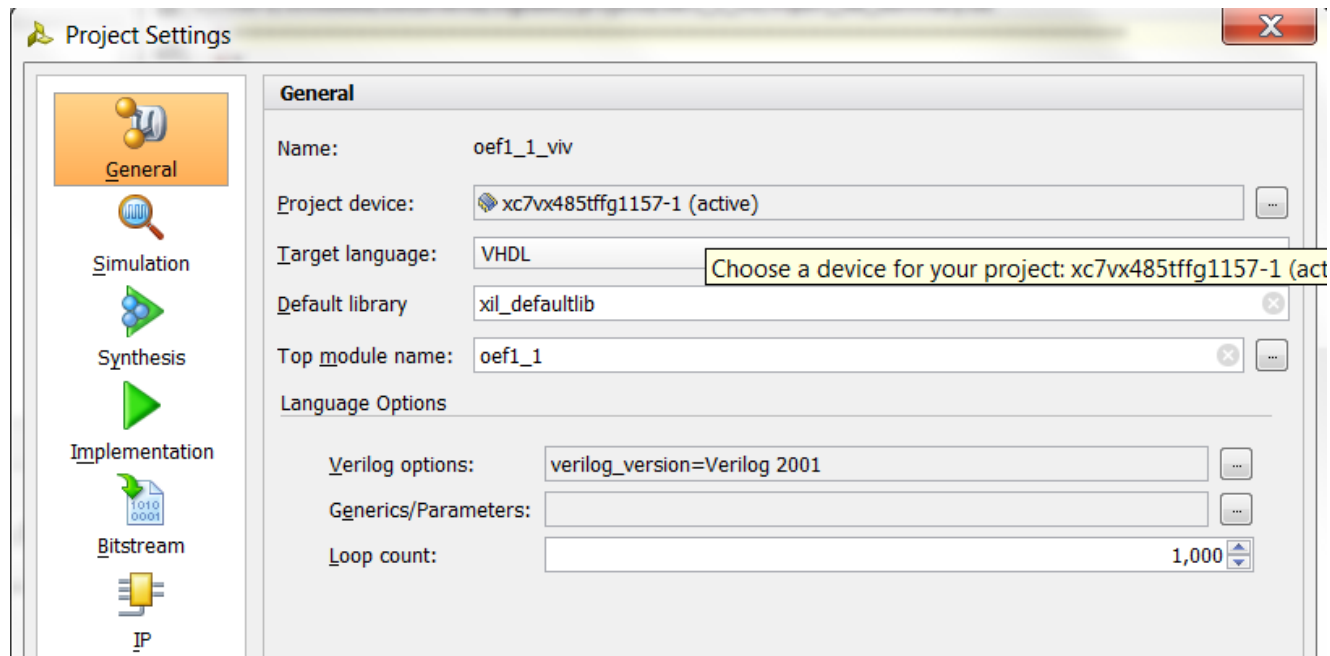 Project Settings
General
Simulation
Synthesis
Implementation
Bitstream
IP
General
Name: oef1_1_viv
Project device: xc7vx485tffg1157-1 (active) ...
Target language: VHDL
Choose a device for your project: xc7vx485tffg1157-1 (act
Default library xil_defaultlib
Top module name: oef1_1 ...
Language Options
Verilog options: verilog_version=Verilog 2001 ...
Generics/Parameters: ...
Loop count: 1,000